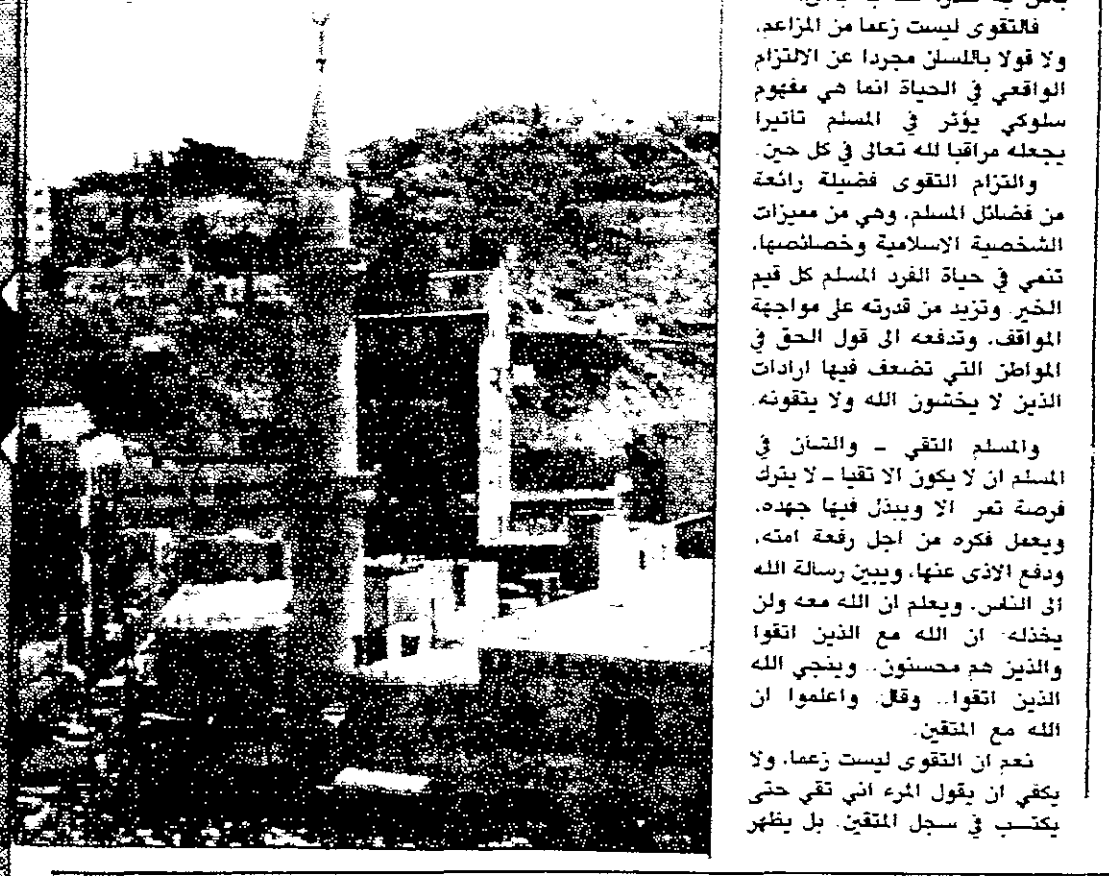 فالتقوى ليست زعما من المزاعم،
ولا قولا باللسان مجردا عن الالتزام
الواقعي في الحياة انما هي مفهوم
سلوكي يؤثر في المسلم تاثيرا
يجعله مراقبا لله تعالى في كل حين.
والتزام التقوى فضيلة رائعة
من فضائل المسلم، وهي من مميزات
الشخصية الاسلامية وخصائصها،
تنمي في حياة الفرد المسلم كل قيم
الخير. وتزيد من قدرته على مواجهة
المواقف، وتدفعه الى قول الحق في
المواطن التي تضعف فيها ارادات
الذين لا يخشون الله ولا يتقونه.
والمسلم التقي ـ والشأن في
المسلم ان لا يكون الا تقيا ـ لا يترك
فرصة تمر الا ويبذل فيها جهده،
ويعمل فكره من اجل رفعة امته،
ودفع الاذى عنها، ويبين رسالة الله
الى الناس، ويعلم ان الله معه ولن
يخذله ان الله مع الذين اتقوا
والذين هم محسنون.. وينجي الله
الذين اتقوا.. وقال واعلموا ان
الله مع المتقين.
نعم ان التقوى ليست زعما، ولا
يكفي ان يقول المرء اني تقي حتى
يكتب في سجل المتقين. بل يظهر